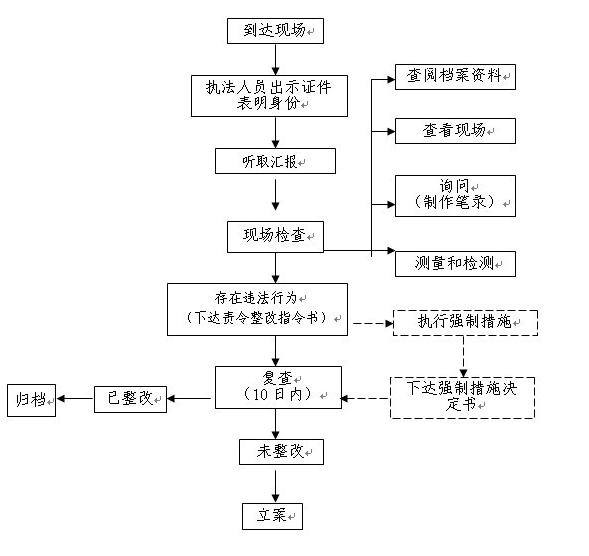 到达现场
执法人员出示证件
表明身份
听取汇报
现场检查
查阅档案资料
查看现场
询问
（制作笔录）
测量和检测
存在违法行为
（下达责令整改指令书）
执行强制措施
下达强制措施决
定书
复查
（10日内）
已整改
归档
未整改
立案